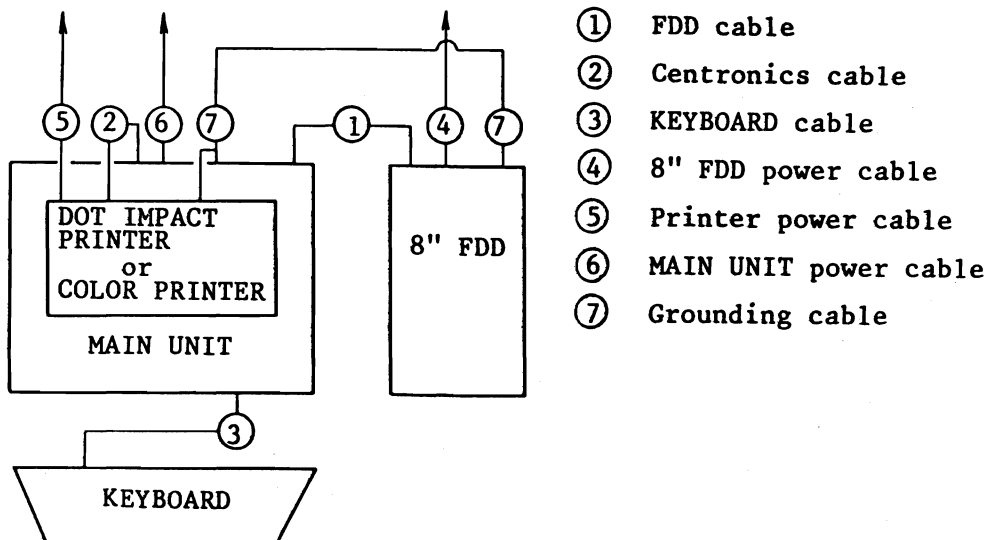 ⑤ ② ⑥ ⑦ ① ④ ⑦
DOT IMPACT
PRINTER
or
COLOR PRINTER
MAIN UNIT
8" FDD
③
KEYBOARD
① FDD cable
② Centronics cable
③ KEYBOARD cable
④ 8" FDD power cable
⑤ Printer power cable
⑥ MAIN UNIT power cable
⑦ Grounding cable